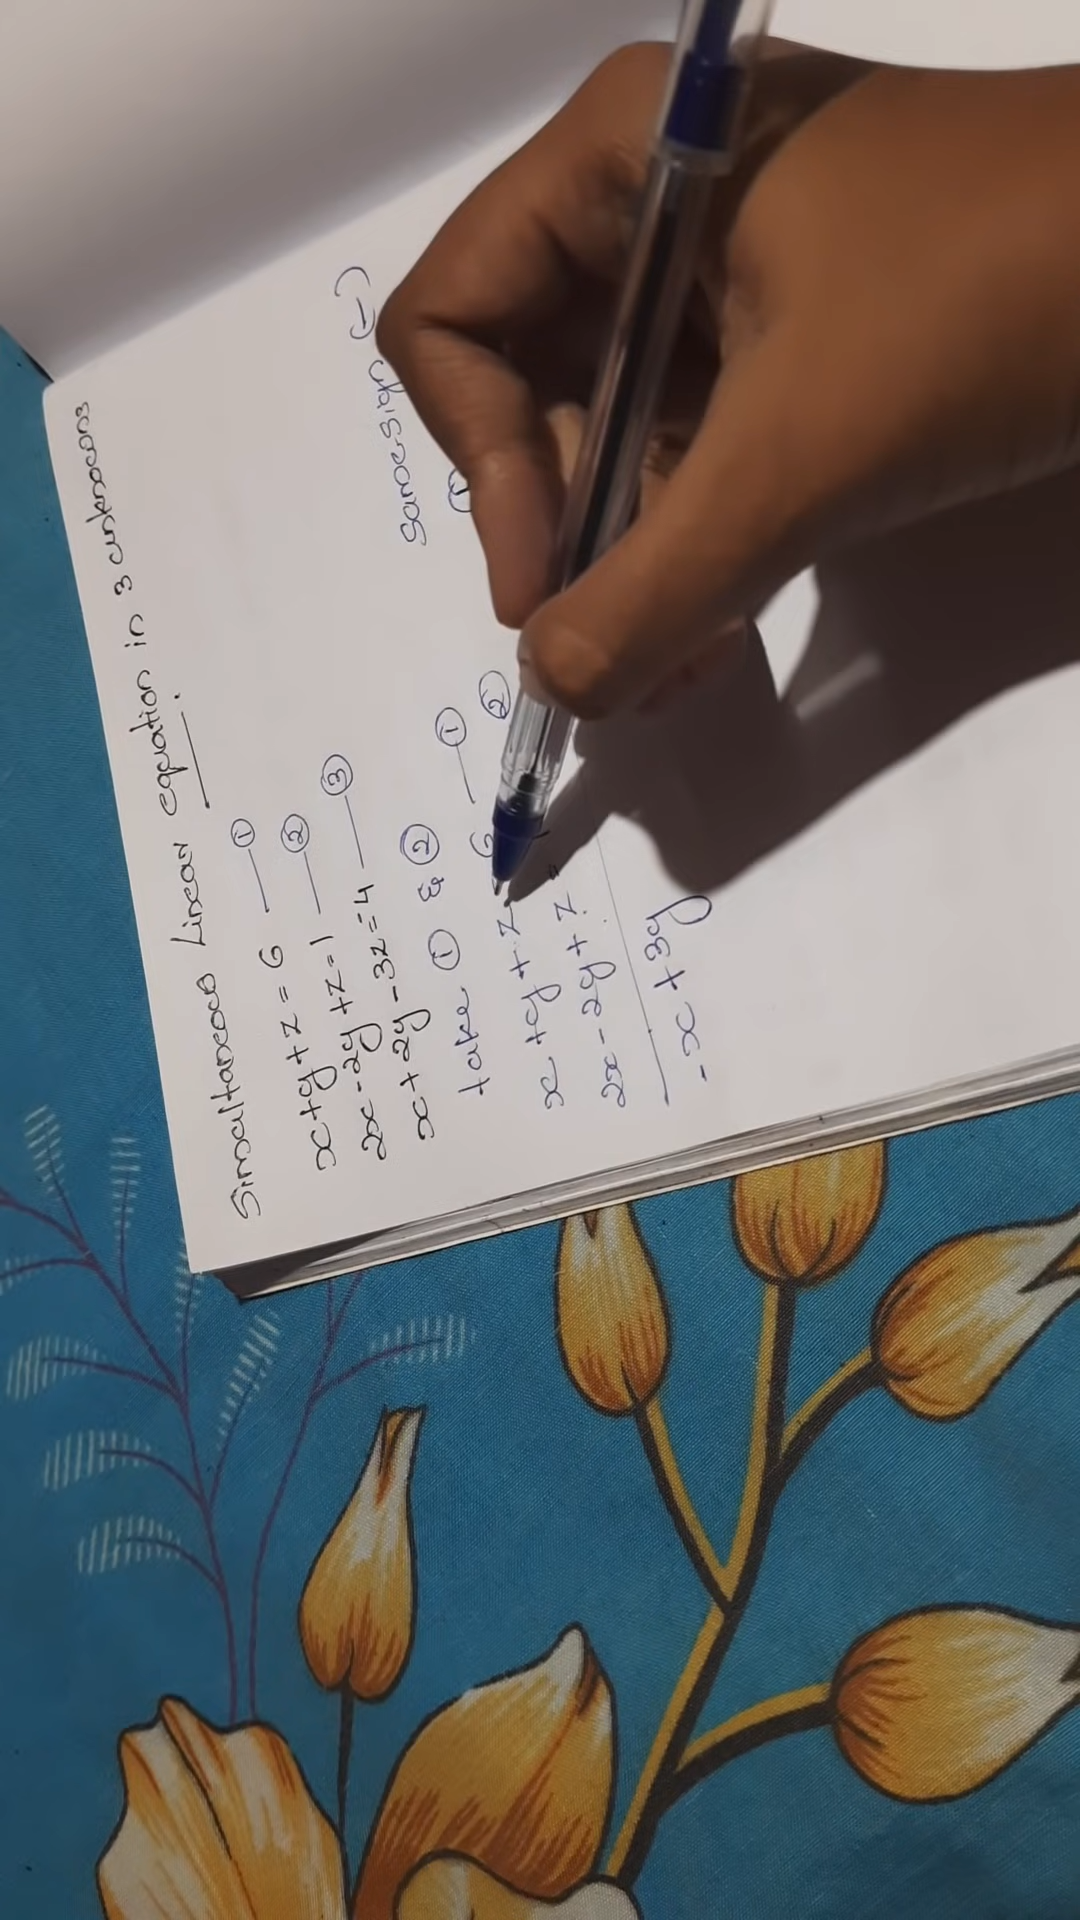 Simultaneous Linear equation in 3 unknowns
x+y+z = 6 — ①
2x-2y+z=1 — ②
x+2y-3z=4 — ③
take ① & ② Same sign (-)
x+y+z 6 — ① ①
2x-2y+z = ②
-x+3y